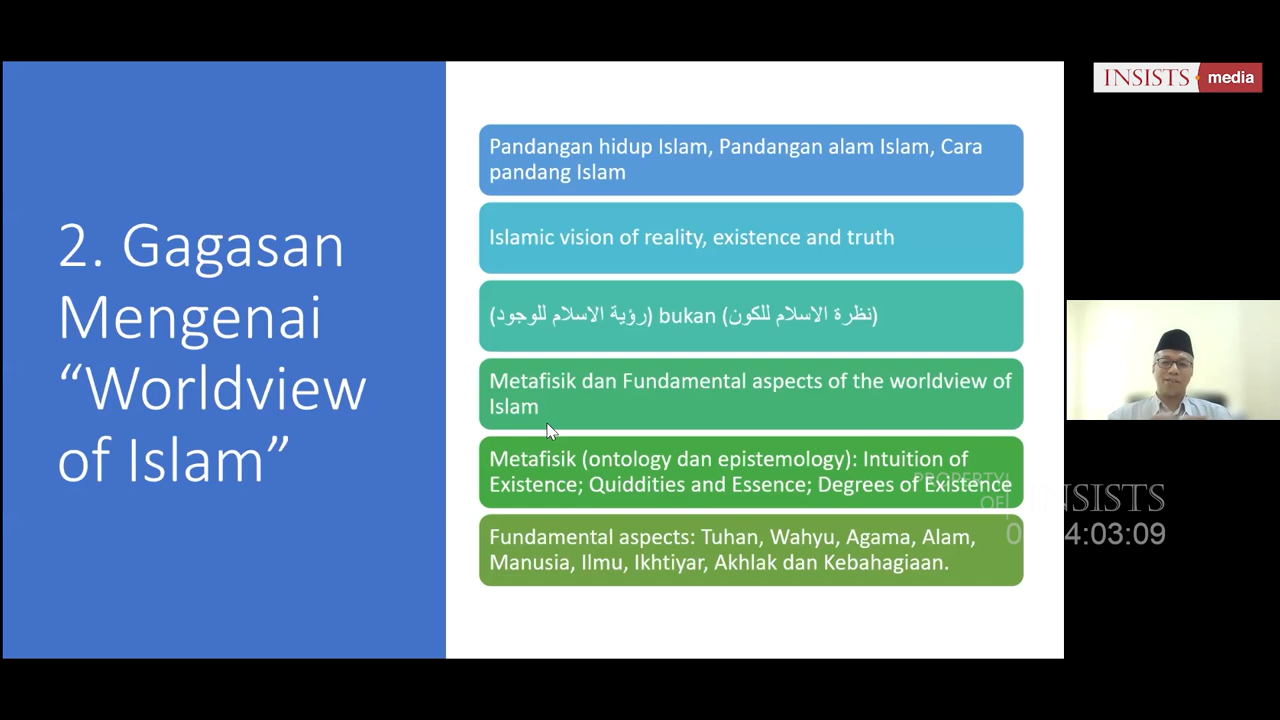 INSISTS media
2. Gagasan
Mengenai
“Worldview
of Islam”
Pandangan hidup Islam, Pandangan alam Islam, Cara
pandang Islam
Islamic vision of reality, existence and truth
(رؤية الاسلام للوجود) bukan (نظرة الاسلام للكون)
Metafisik dan Fundamental aspects of the worldview of
Islam
Metafisik (ontology dan epistemology): Intuition of
Existence; Quiddities and Essence; Degrees of Existence
Fundamental aspects: Tuhan, Wahyu, Agama, Alam,
Manusia, Ilmu, Ikhtiyar, Akhlak dan Kebahagiaan.
PROPERTY
OF INSISTS
4:03:09